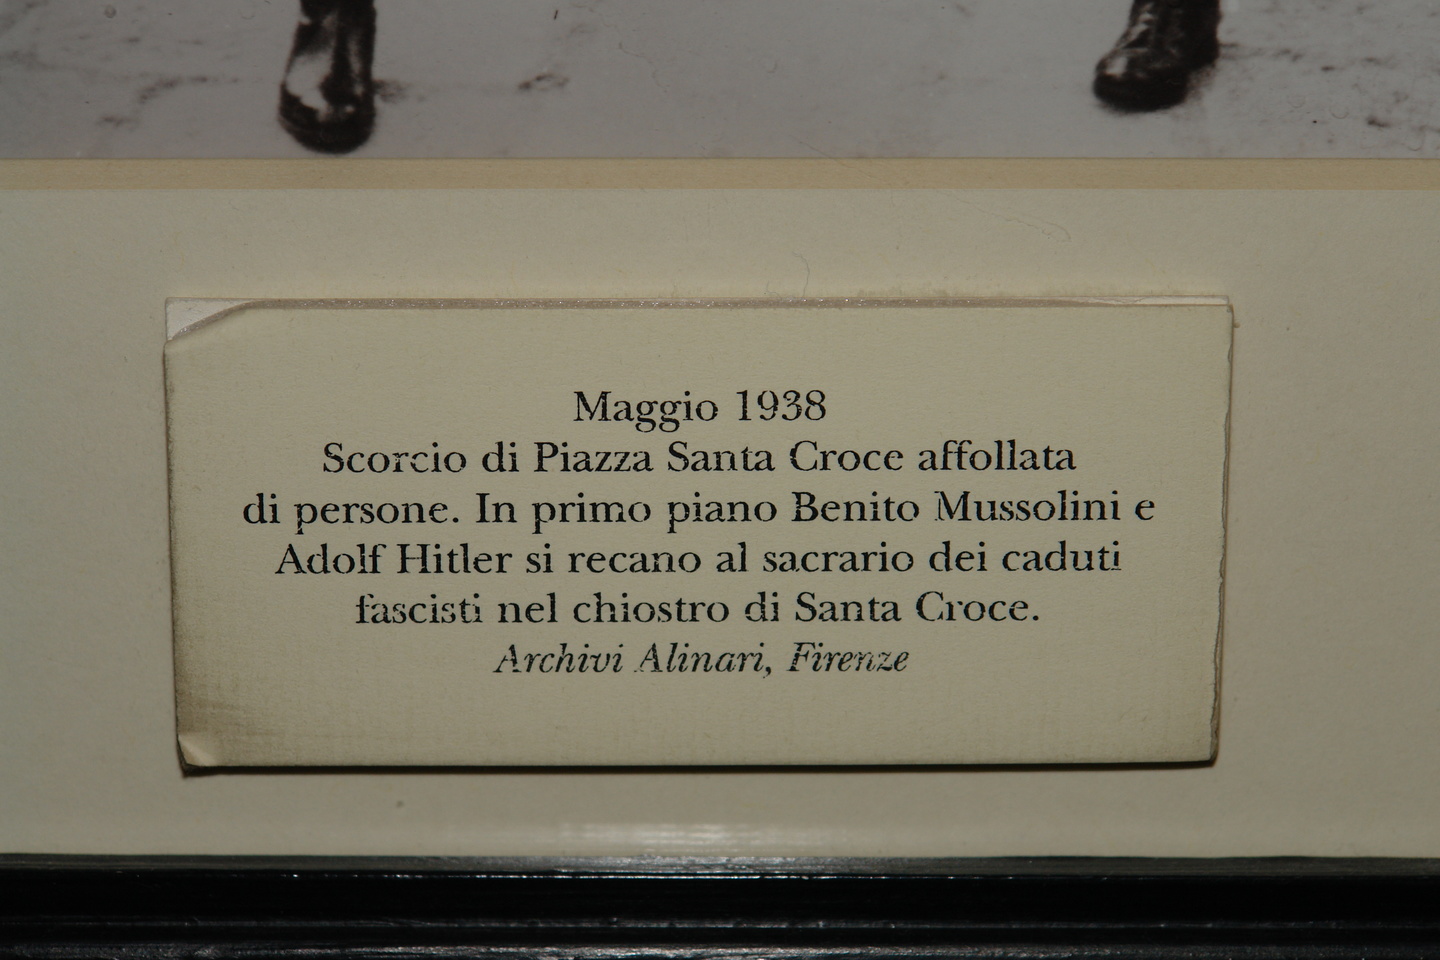 Maggio 1938
Scorcio di Piazza Santa Croce affollata
di persone. In primo piano Benito Mussolini e
Adolf Hitler si recano al sacrario dei caduti
fascisti nel chiostro di Santa Croce.
Archivi Alinari, Firenze